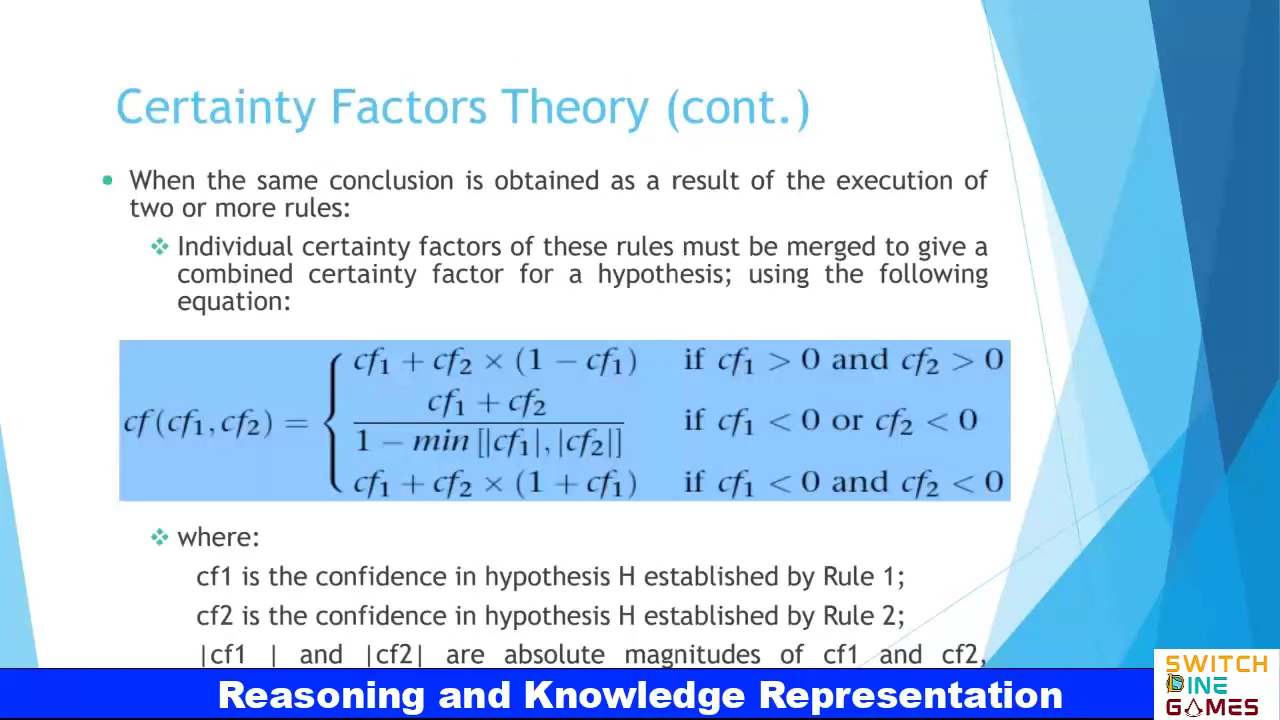 Certainty Factors Theory (cont.)
• When the same conclusion is obtained as a result of the execution of
two or more rules:
❖ Individual certainty factors of these rules must be merged to give a
combined certainty factor for a hypothesis; using the following
equation:
cf₁ + cf₂ × (1 − cf₁) if cf₁ > 0 and cf₂ > 0
cf (cf₁, cf₂) = { cf₁ + cf₂ / 1 − min [|cf₁|, |cf₂|] if cf₁ < 0 or cf₂ < 0
cf₁ + cf₂ × (1 + cf₁) if cf₁ < 0 and cf₂ < 0
❖ where:
cf1 is the confidence in hypothesis H established by Rule 1;
cf2 is the confidence in hypothesis H established by Rule 2;
|cf1 | and |cf2| are absolute magnitudes of cf1 and cf2,
Reasoning and Knowledge Representation
SWITCH
2INE
GAMES